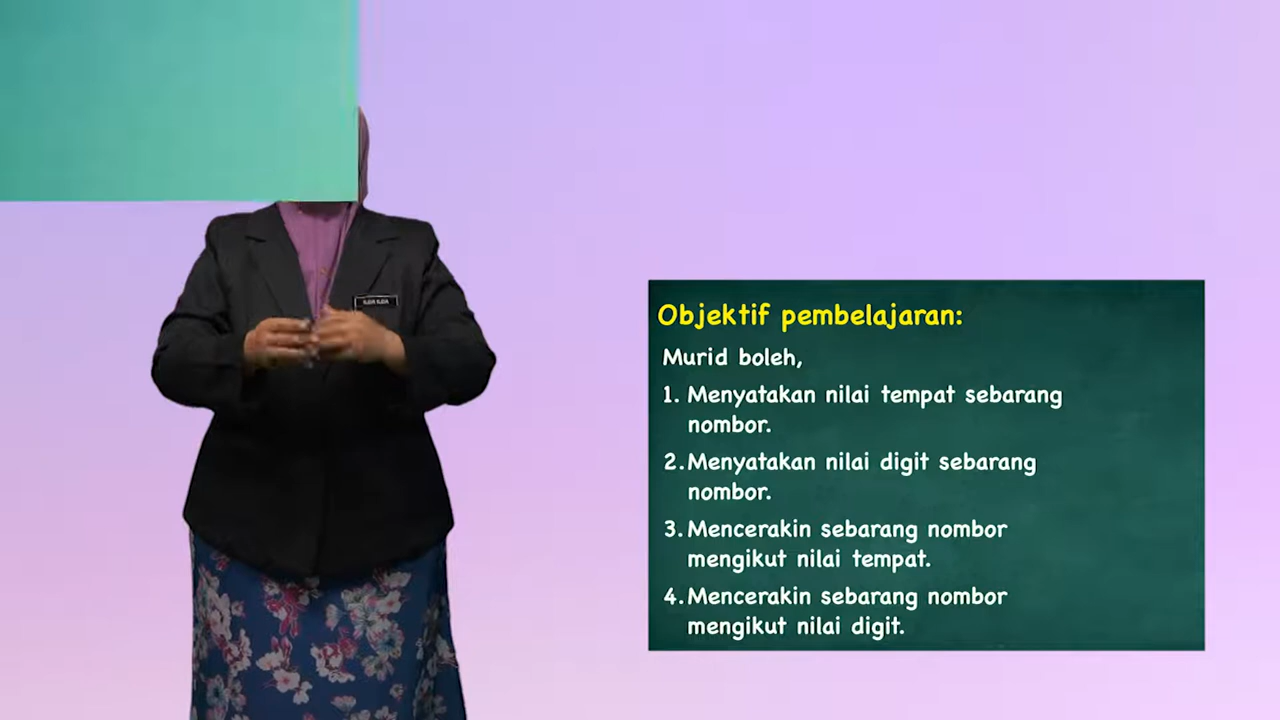 Objektif pembelajaran:
Murid boleh,
1. Menyatakan nilai tempat sebarang
nombor.
2. Menyatakan nilai digit sebarang
nombor.
3. Mencerakin sebarang nombor
mengikut nilai tempat.
4. Mencerakin sebarang nombor
mengikut nilai digit.